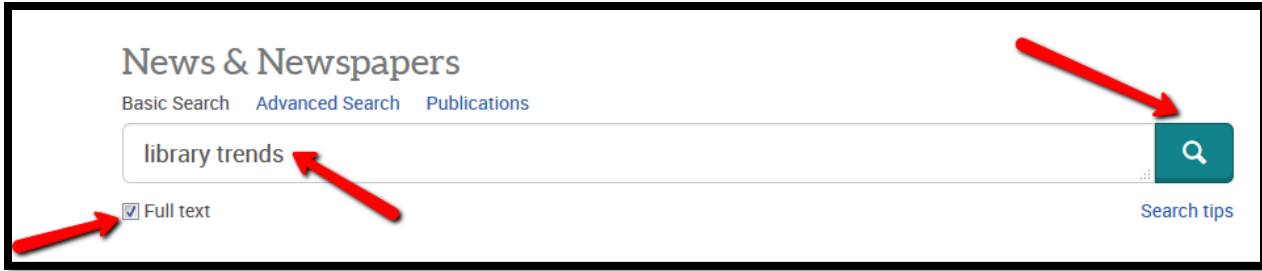 News & Newspapers
Basic Search Advanced Search Publications
library trends
Full text Search tips